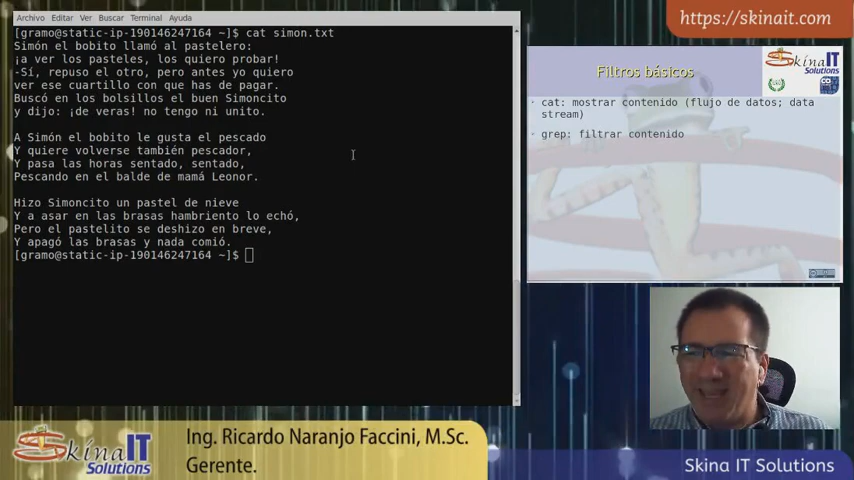 Archivo Editar Ver Buscar Terminal Ayuda
[gramo@static-ip-190146247164 ~]$ cat simon.txt
Simón el bobito llamó al pastelero:
¡a ver los pasteles, los quiero probar!
-Sí, repuso el otro, pero antes yo quiero
ver ese cuartillo con que has de pagar.
Buscó en los bolsillos el buen Simoncito
y dijo: ¡de veras! no tengo ni unito.
A Simón el bobito le gusta el pescado
Y quiere volverse también pescador,
Y pasa las horas sentado, sentado,
Pescando en el balde de mamá Leonor.
Hizo Simoncito un pastel de nieve
Y a asar en las brasas hambriento lo echó,
Pero el pastelito se deshizo en breve,
Y apagó las brasas y nada comió.
[gramo@static-ip-190146247164 ~]$
https://skinait.com
Filtros básicos
Skína IT
Solutions
cat: mostrar contenido (flujo de datos; data
stream)
grep: filtrar contenido
Skína IT
Solutions
Ing. Ricardo Naranjo Faccini, M.Sc.
Gerente.
Skina IT Solutions